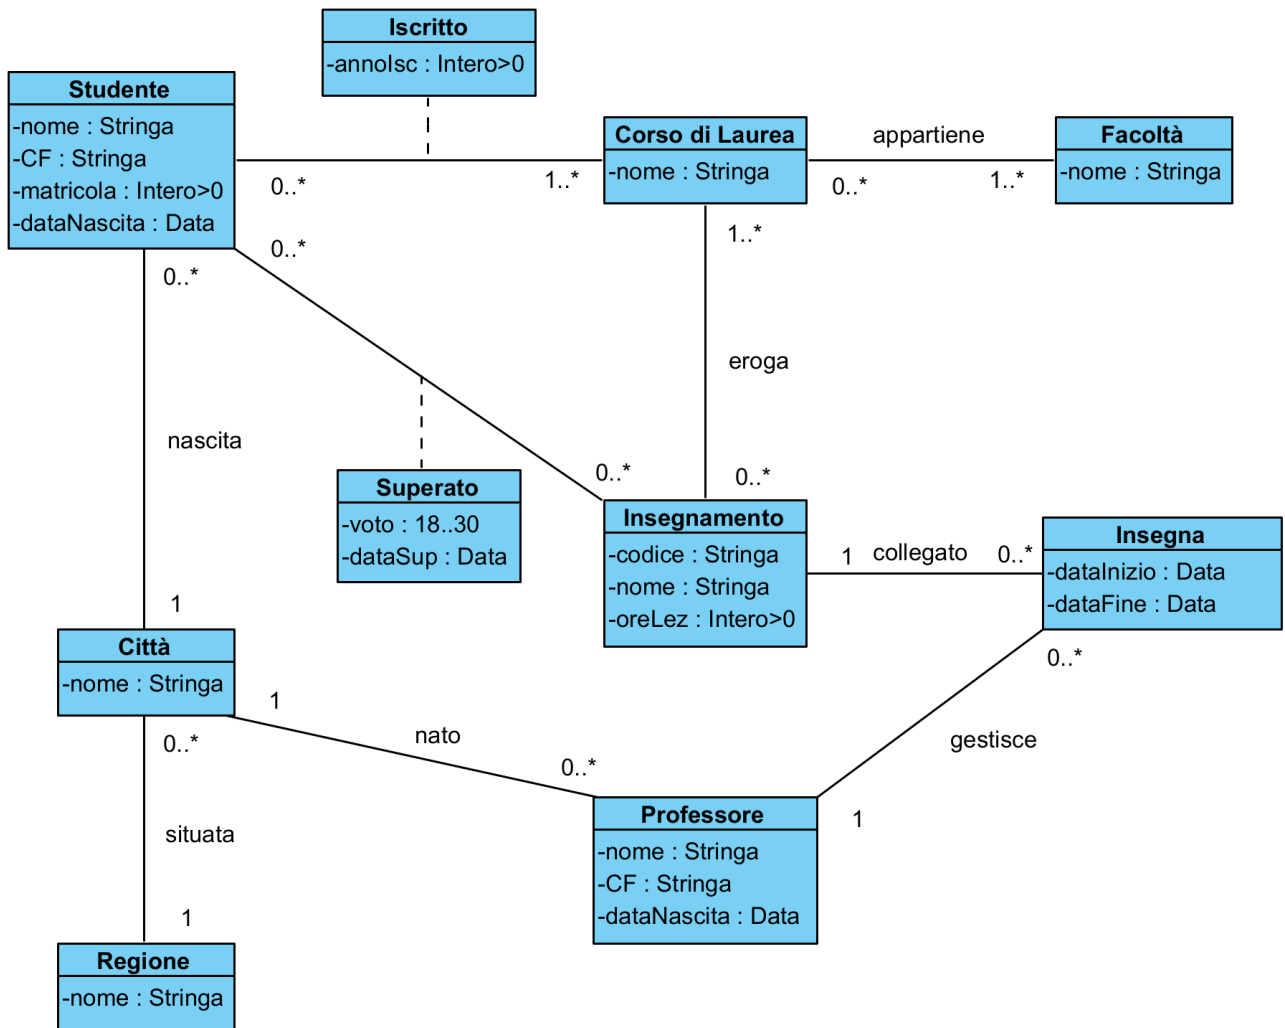 Iscritto
-annoIsc : Intero>0
Studente
-nome : Stringa
-CF : Stringa
-matricola : Intero>0
-dataNascita : Data
Corso di Laurea
-nome : Stringa
appartiene
Facoltà
-nome : Stringa
0..*
1..*
0..*
1..*
0..*
0..*
1..*
eroga
nascita
0..*
0..*
Superato
-voto : 18..30
-dataSup : Data
Insegnamento
-codice : Stringa
-nome : Stringa
-oreLez : Intero>0
1
collegato
0..*
Insegna
-dataInizio : Data
-dataFine : Data
1
Città
-nome : Stringa
0..*
1
nato
0..*
0..*
gestisce
1
Professore
-nome : Stringa
-CF : Stringa
-dataNascita : Data
situata
1
Regione
-nome : Stringa